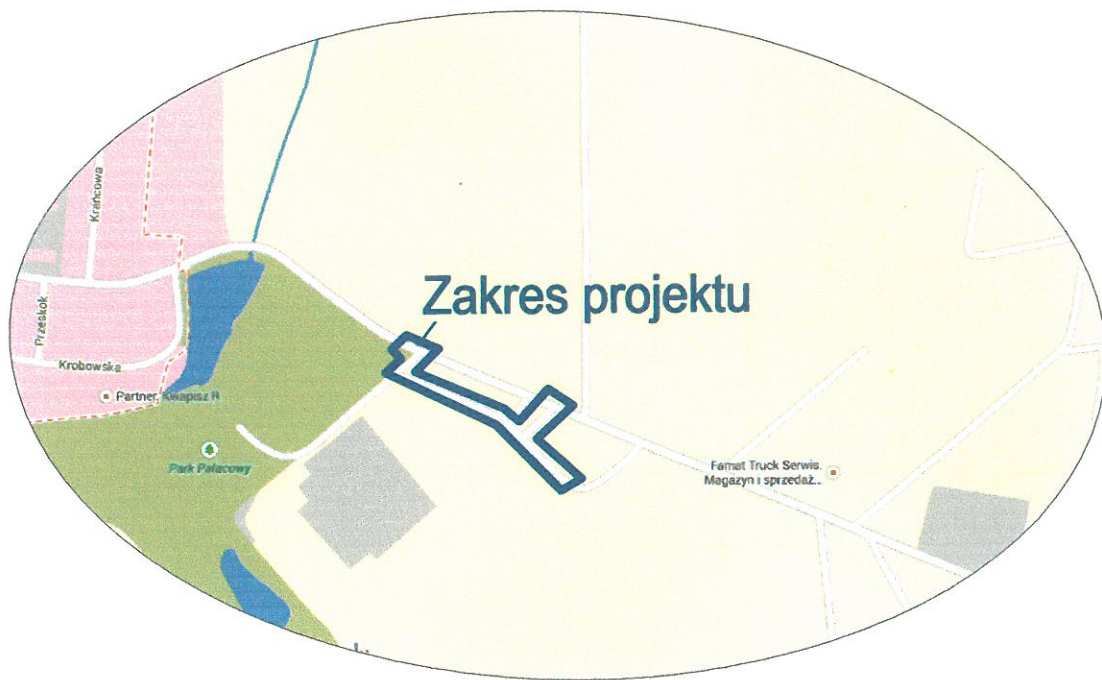 Zakres projektu
Krańcowa
Przeskok
Krobowska
Partner, Kwapisz R
Park Pałacowy
Famat Truck Serwis.
Magazyn i sprzedaż...